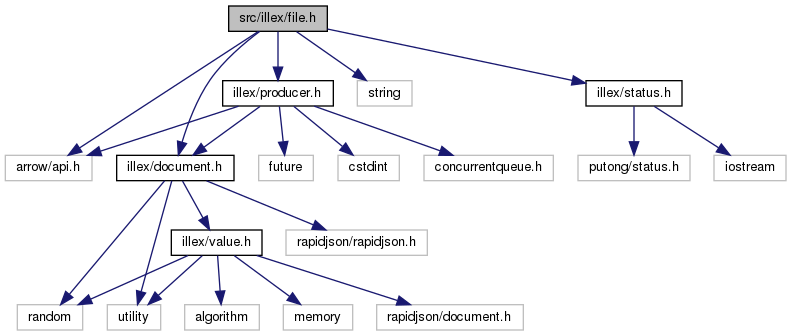 src/illex/file.h
illex/producer.h
string
illex/status.h
arrow/api.h
illex/document.h
future
cstdint
concurrentqueue.h
putong/status.h
iostream
illex/value.h
rapidjson/rapidjson.h
random
utility
algorithm
memory
rapidjson/document.h